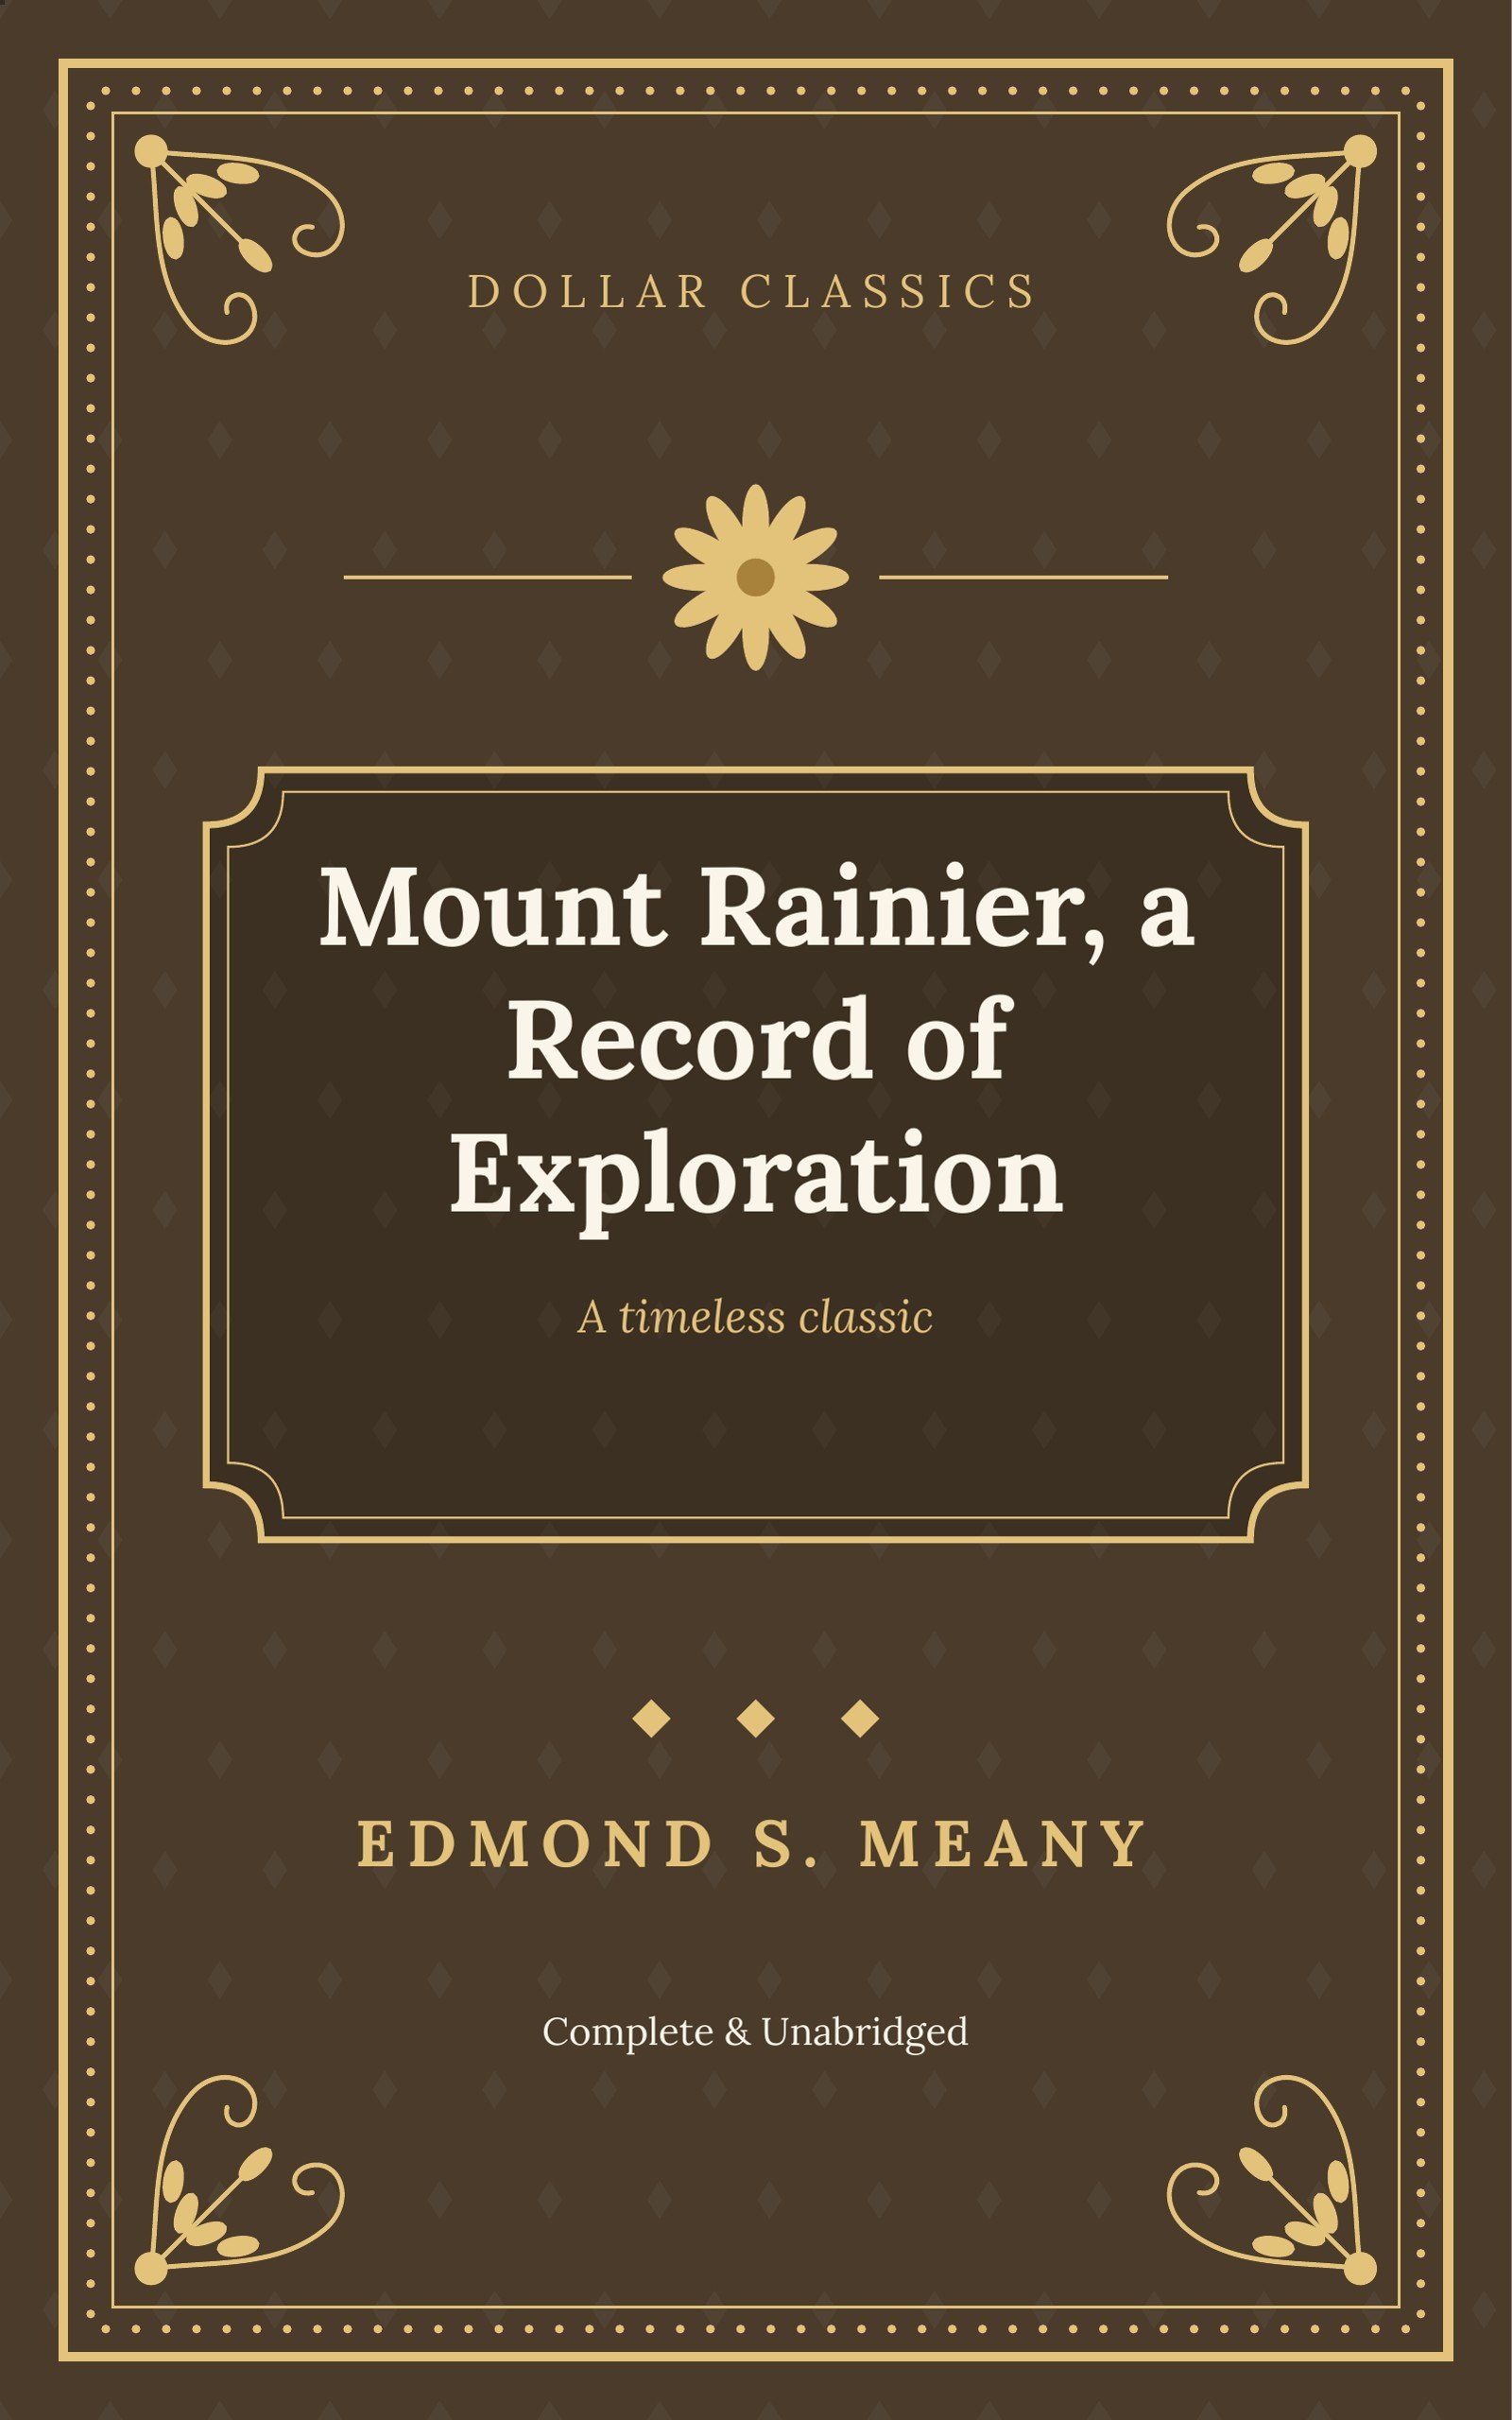 DOLLAR CLASSICS
Mount Rainier, a
Record of
Exploration
A timeless classic
EDMOND S. MEANY
Complete & Unabridged